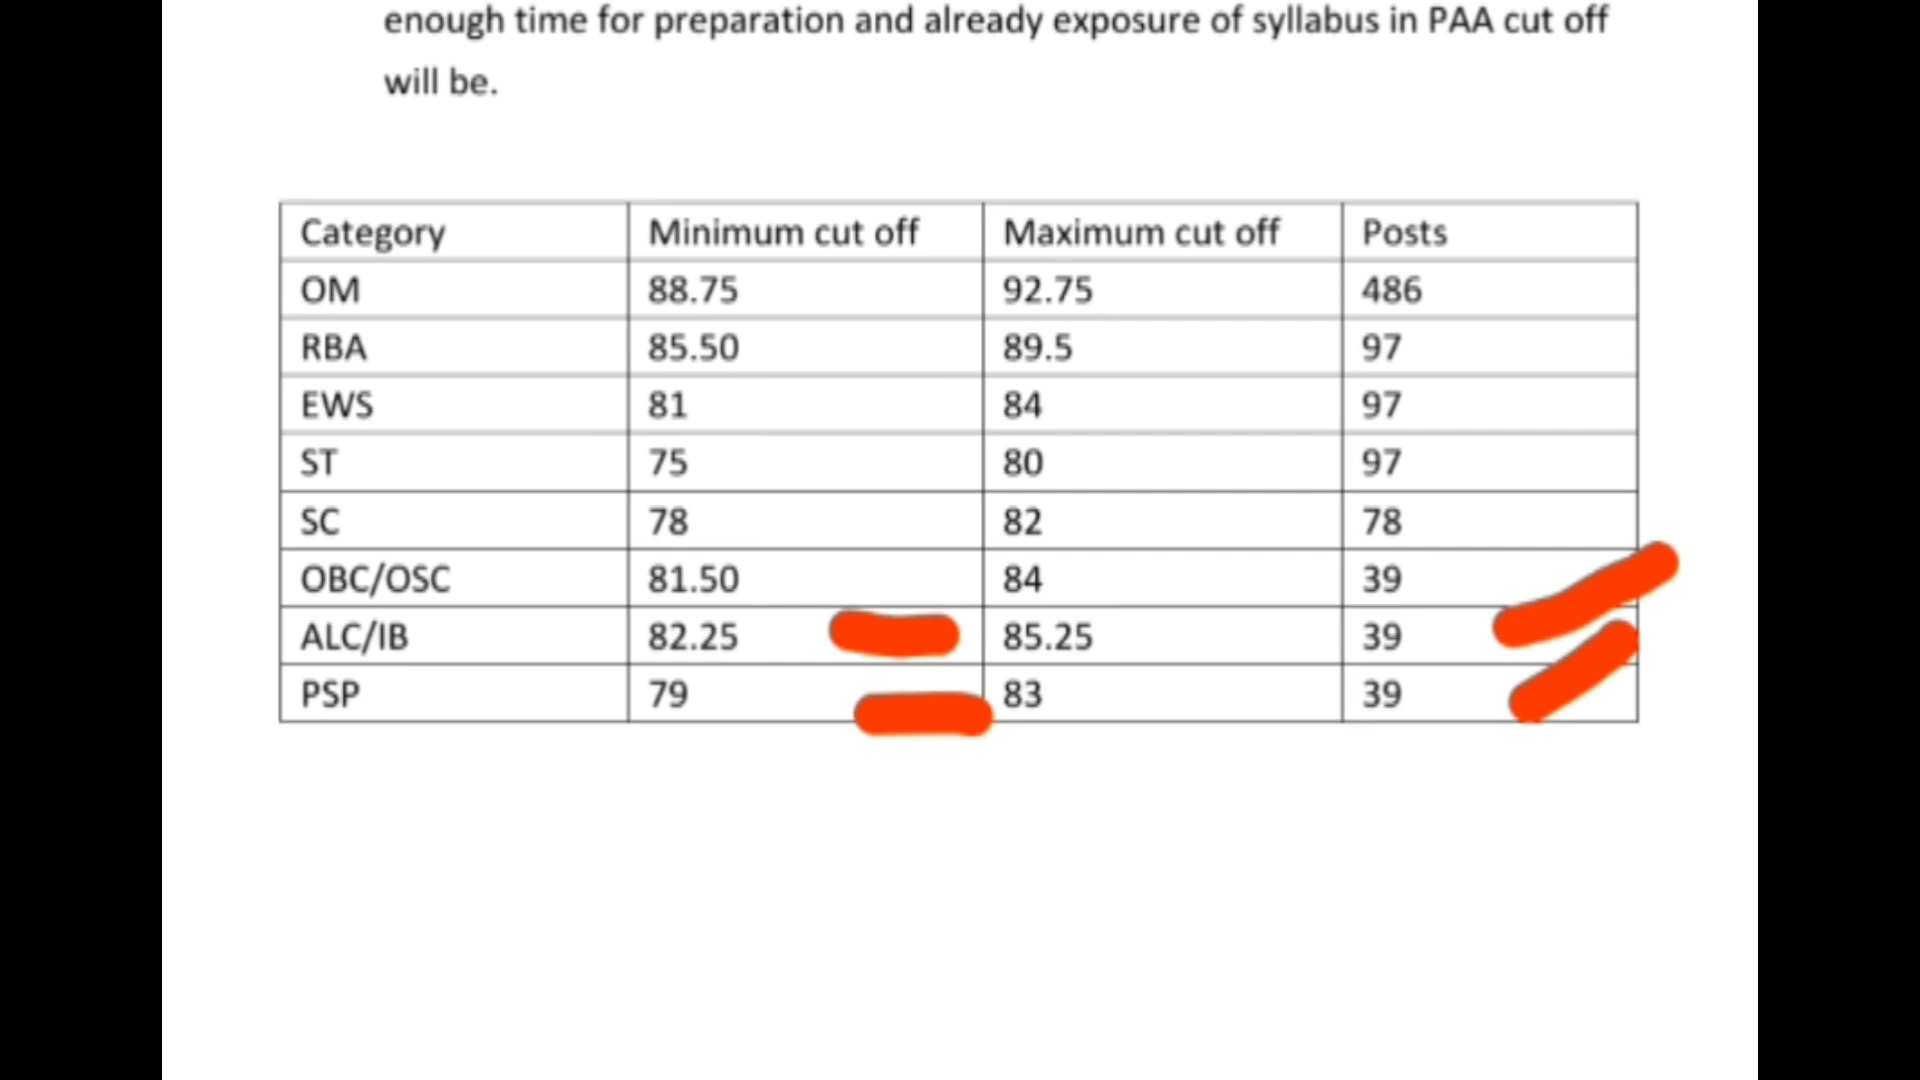 enough time for preparation and already exposure of syllabus in PAA cut off
will be.
Category Minimum cut off Maximum cut off Posts
OM 88.75 92.75 486
RBA 85.50 89.5 97
EWS 81 84 97
ST 75 80 97
SC 78 82 78
OBC/OSC 81.50 84 39
ALC/IB 82.25 85.25 39
PSP 79 83 39